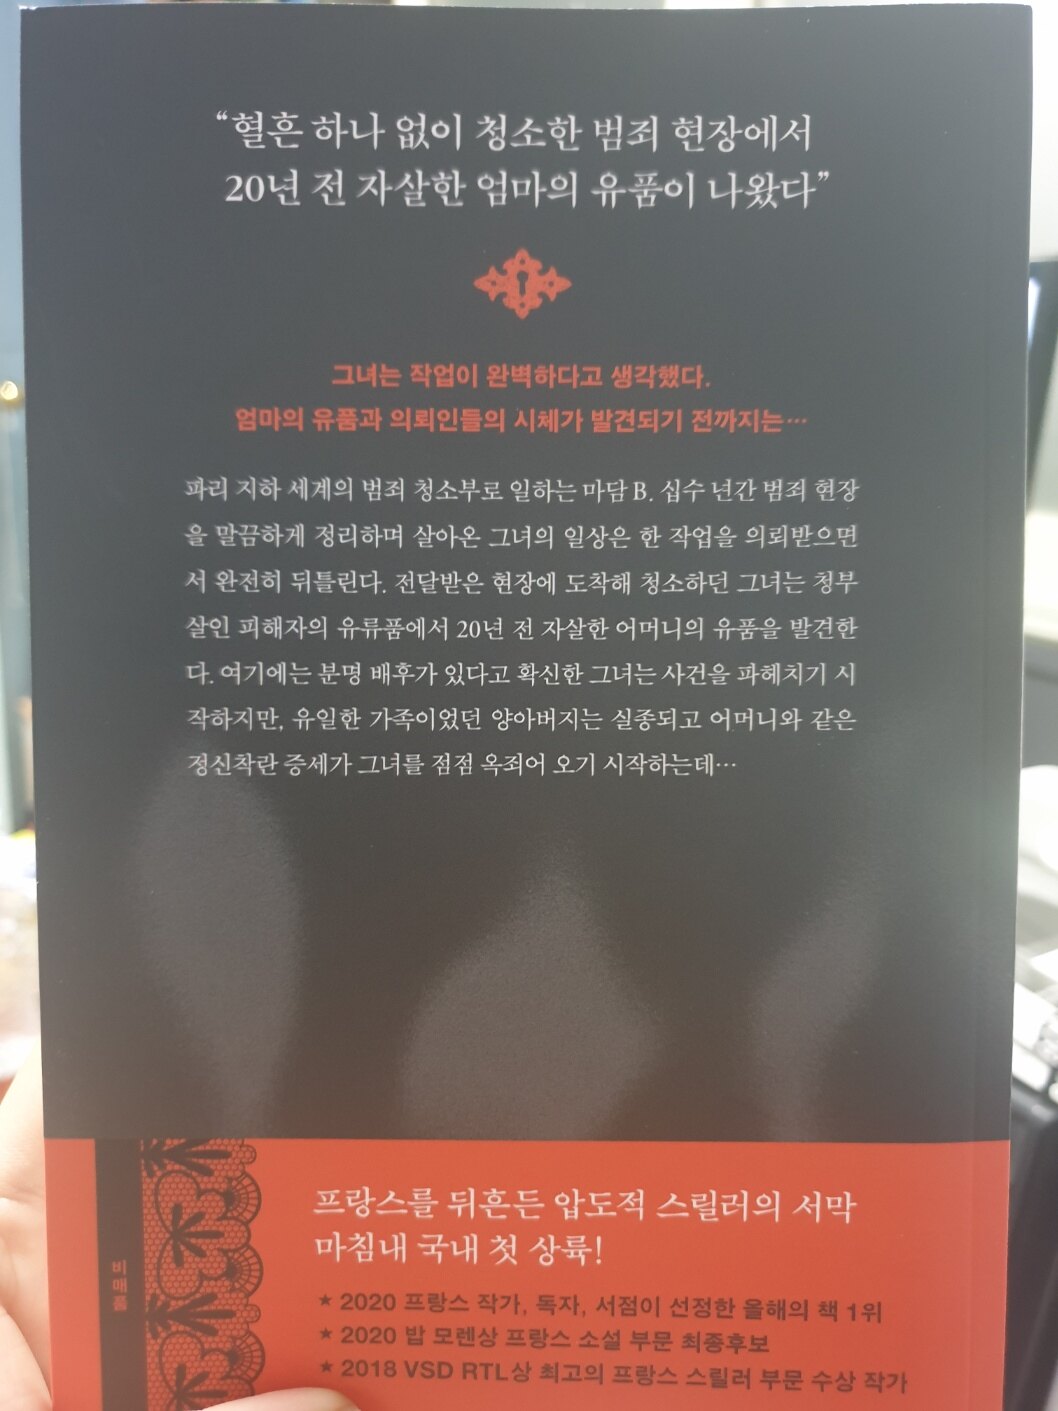 “혈흔 하나 없이 청소한 범죄 현장에서
20년 전 자살한 엄마의 유품이 나왔다”
그녀는 작업이 완벽하다고 생각했다.
엄마의 유품과 의뢰인들의 시체가 발견되기 전까지는…
파리 지하 세계의 범죄 청소부로 일하는 마담 B. 십수 년간 범죄 현장
을 말끔하게 정리하며 살아온 그녀의 일상은 한 작업을 의뢰받으면
서 완전히 뒤틀린다. 전달받은 현장에 도착해 청소하던 그녀는 청부
살인 피해자의 유류품에서 20년 전 자살한 어머니의 유품을 발견한
다. 여기에는 분명 배후가 있다고 확신한 그녀는 사건을 파헤치기 시
작하지만, 유일한 가족이었던 양아버지는 실종되고 어머니와 같은
정신착란 증세가 그녀를 점점 옥죄어 오기 시작하는데…
프랑스를 뒤흔든 압도적 스릴러의 서막
마침내 국내 첫 상륙!
★ 2020 프랑스 작가, 독자, 서점이 선정한 올해의 책 1위
★ 2020 밥 모렌상 프랑스 소설 부문 최종후보
★ 2018 VSD RTL상 최고의 프랑스 스릴러 부문 수상 작가
비매품